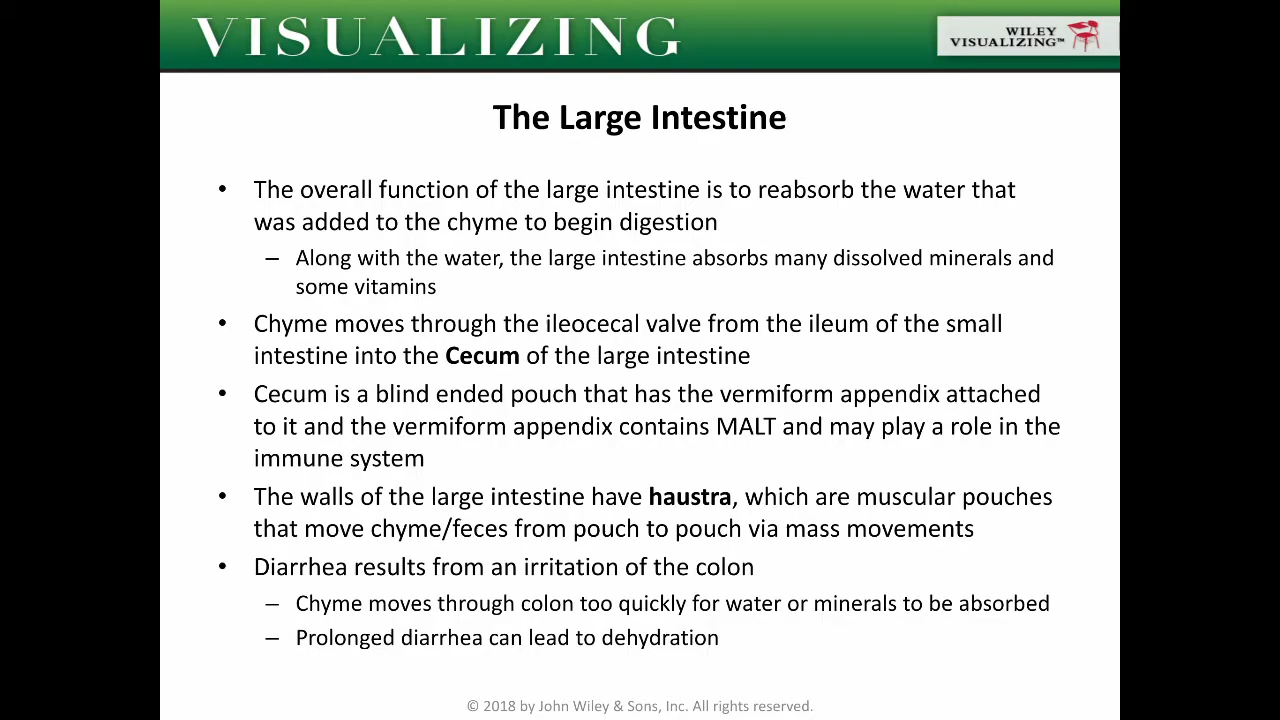 VISUALIZING
WILEY
VISUALIZING™
The Large Intestine
• The overall function of the large intestine is to reabsorb the water that
was added to the chyme to begin digestion
– Along with the water, the large intestine absorbs many dissolved minerals and
some vitamins
• Chyme moves through the ileocecal valve from the ileum of the small
intestine into the Cecum of the large intestine
• Cecum is a blind ended pouch that has the vermiform appendix attached
to it and the vermiform appendix contains MALT and may play a role in the
immune system
• The walls of the large intestine have haustra, which are muscular pouches
that move chyme/feces from pouch to pouch via mass movements
• Diarrhea results from an irritation of the colon
– Chyme moves through colon too quickly for water or minerals to be absorbed
– Prolonged diarrhea can lead to dehydration
© 2018 by John Wiley & Sons, Inc. All rights reserved.